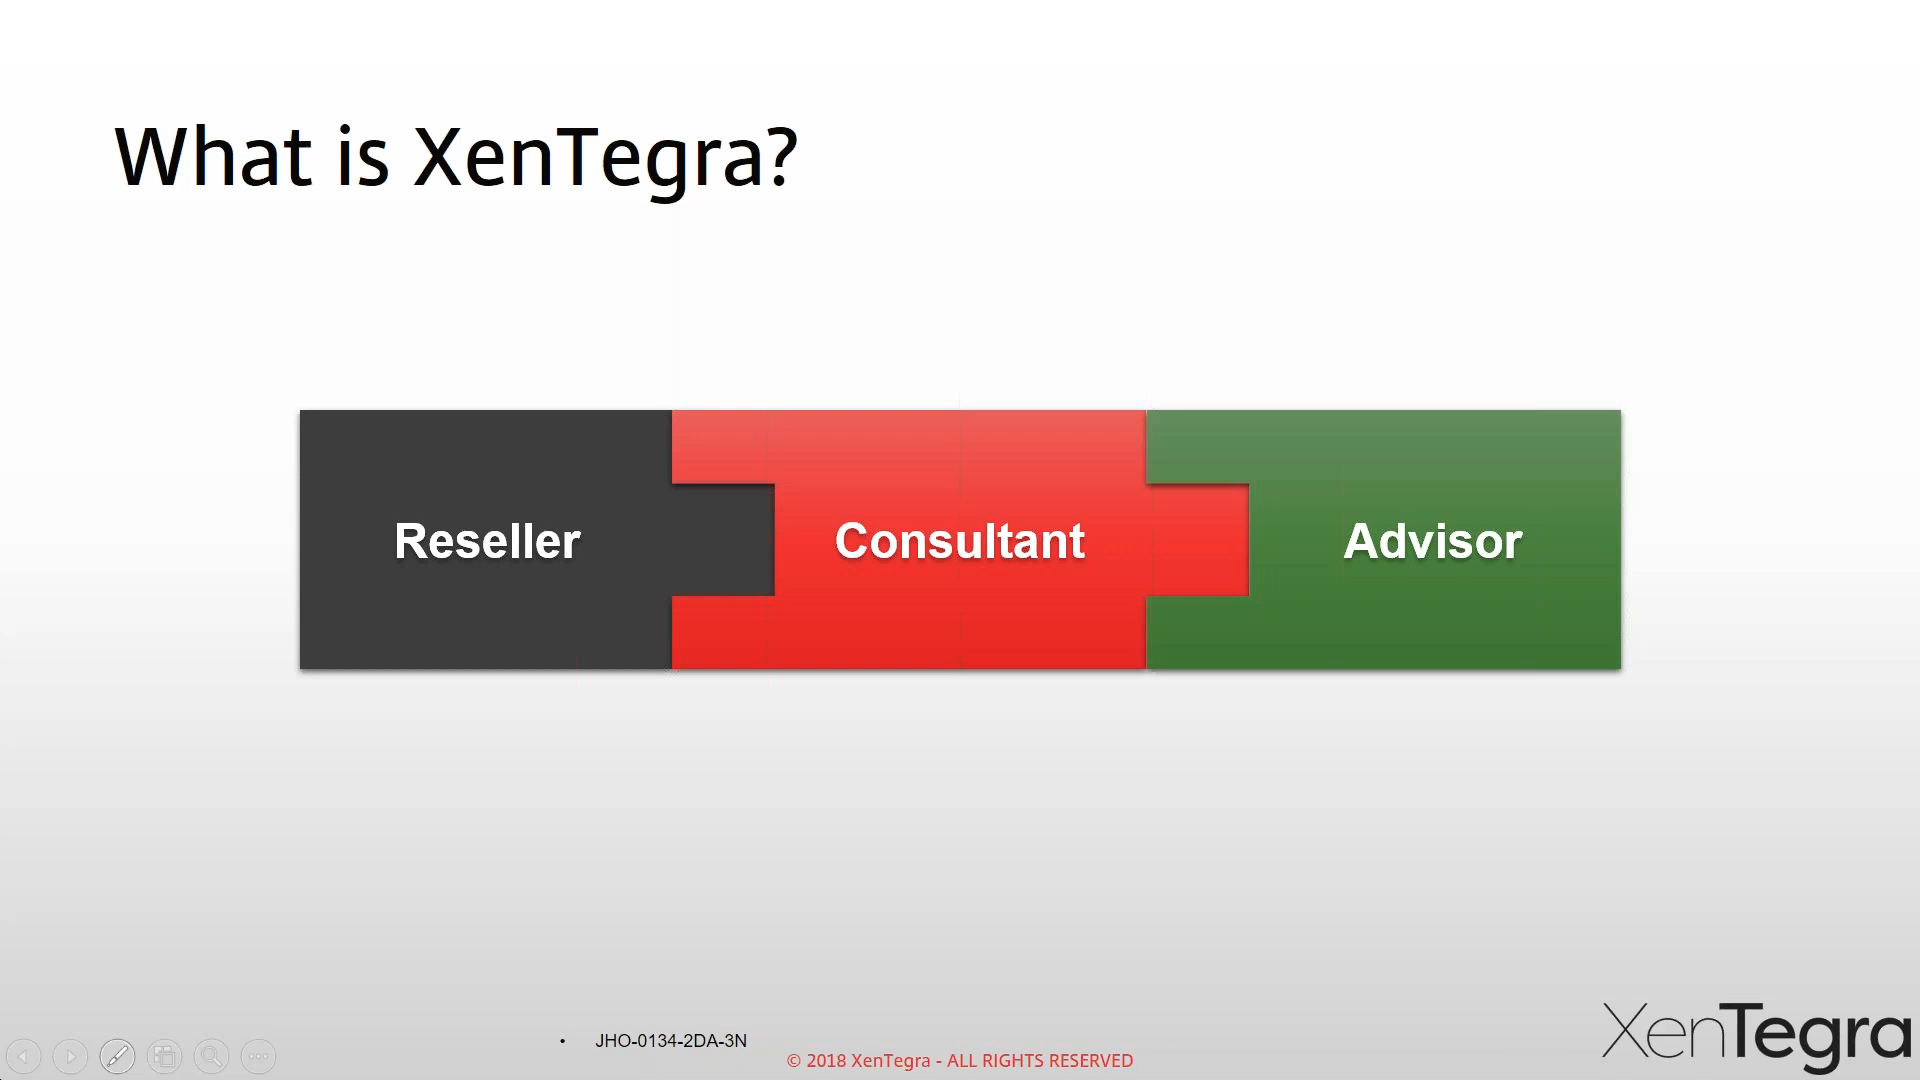 What is XenTegra?
Reseller
Consultant
Advisor
• JHO-0134-2DA-3N
© 2018 XenTegra - ALL RIGHTS RESERVED
XenTegra